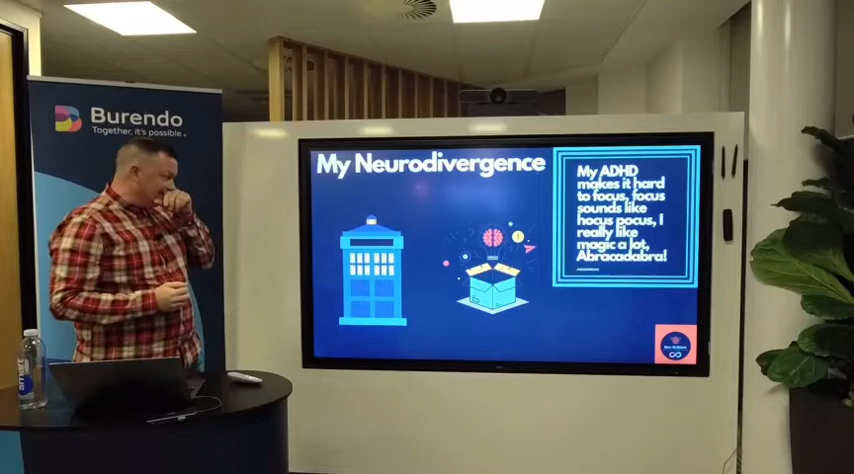 Burendo
Together, it's possible.
My Neurodivergence
My ADHD
makes it hard
to focus, focus
sounds like
hocus pocus, I
really like
magic a lot,
Abracadabra!
smart